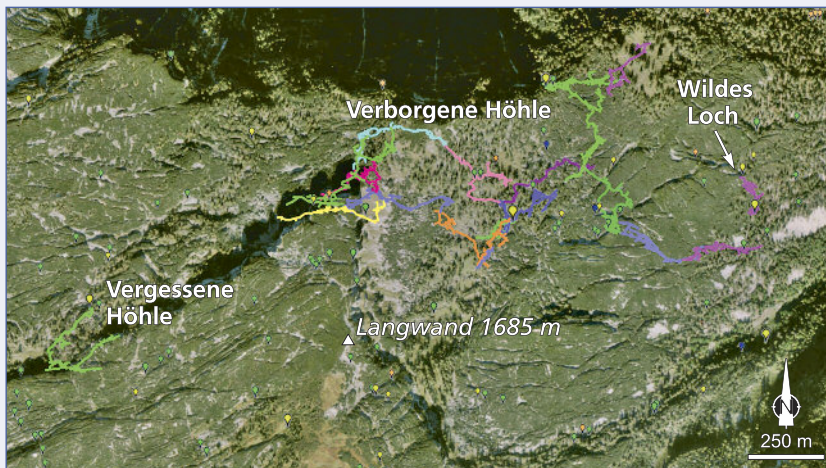 Verborgene Höhle
Wildes
Loch
Vergessene
Höhle
Langwand 1685 m
N
250 m